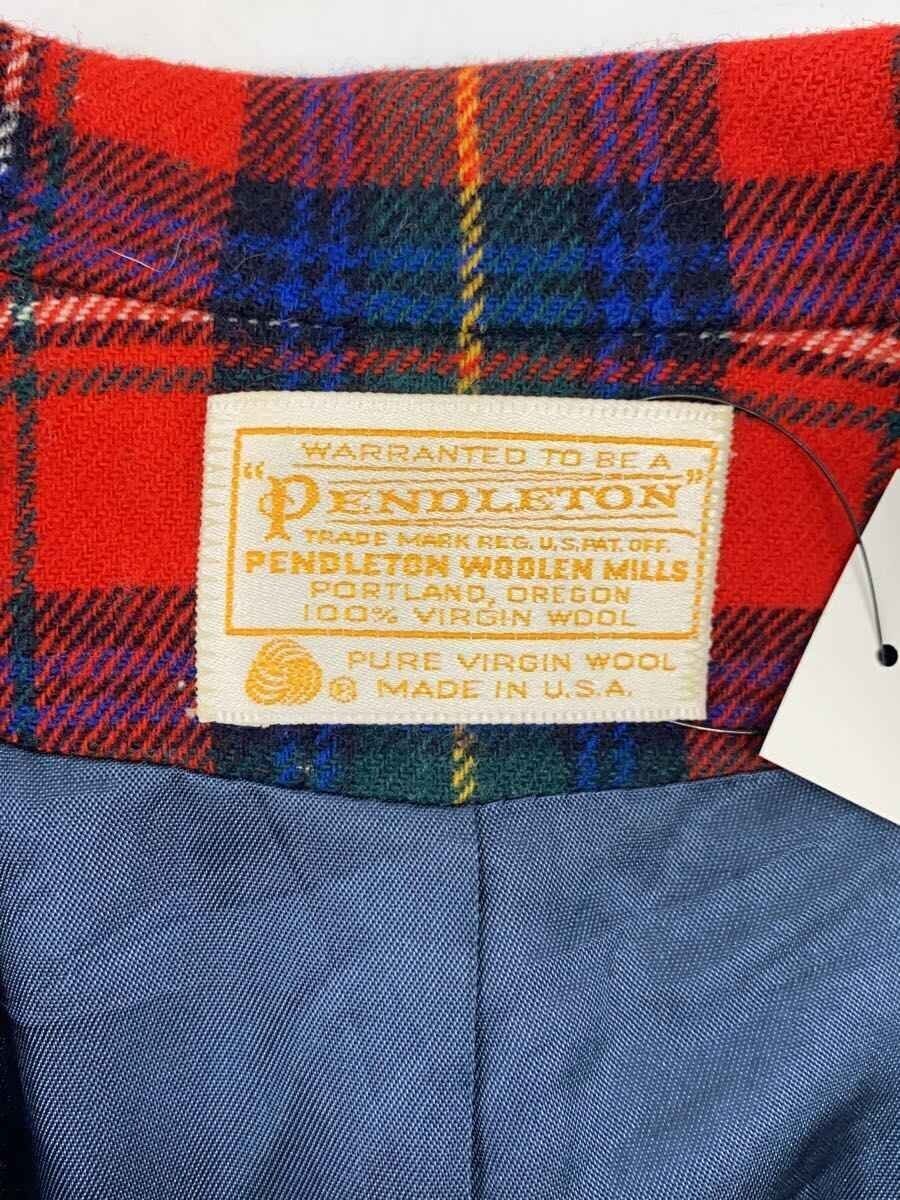 WARRANTED TO BE A
"PENDLETON"
TRADE MARK REG. U.S. PAT. OFF.
PENDLETON WOOLEN MILLS
PORTLAND, OREGON
100% VIRGIN WOOL
PURE VIRGIN WOOL
® MADE IN U.S.A.